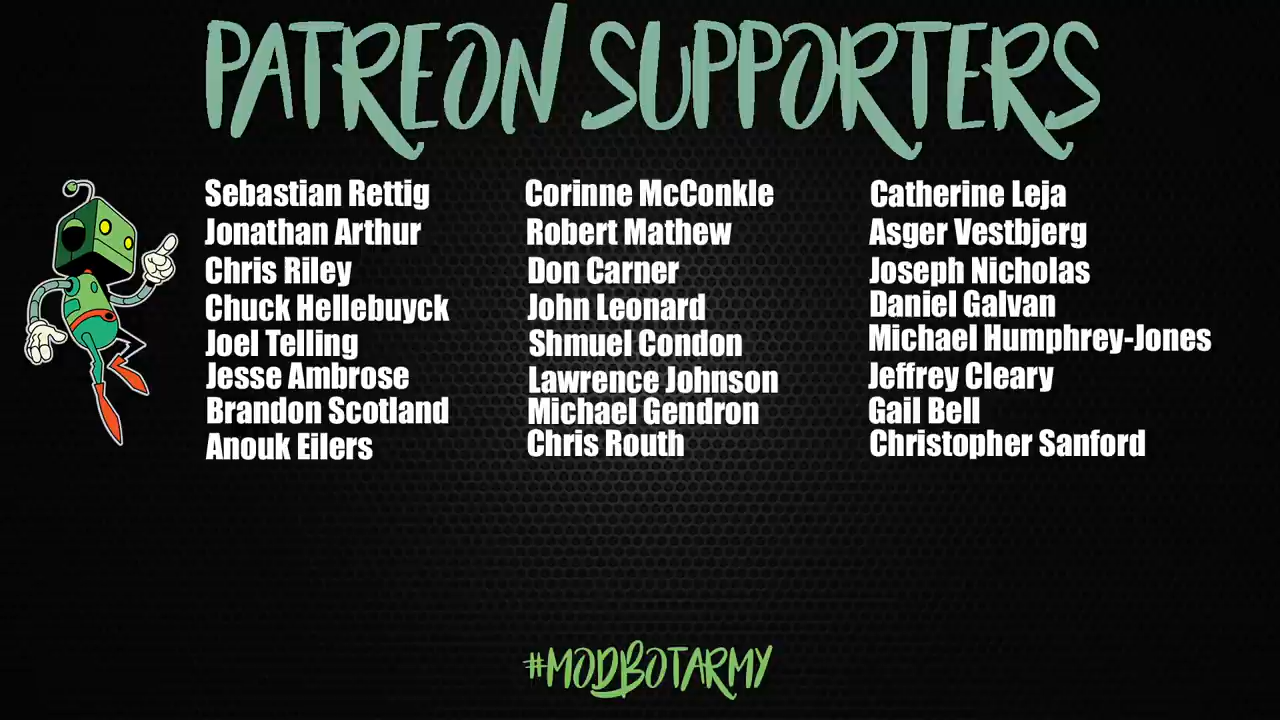 PATREON SUPPORTERS
Sebastian Rettig
Jonathan Arthur
Chris Riley
Chuck Hellebuyck
Joel Telling
Jesse Ambrose
Brandon Scotland
Anouk Eilers
Corinne McConkle
Robert Mathew
Don Carner
John Leonard
Shmuel Condon
Lawrence Johnson
Michael Gendron
Chris Routh
Catherine Leja
Asger Vestbjerg
Joseph Nicholas
Daniel Galvan
Michael Humphrey-Jones
Jeffrey Cleary
Gail Bell
Christopher Sanford
#MODBOTARMY